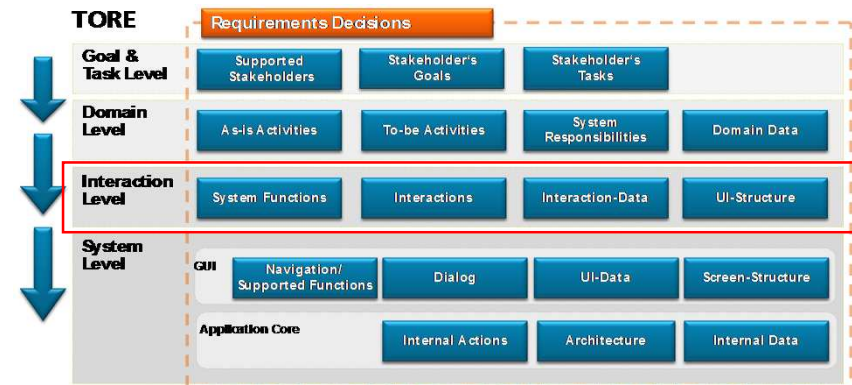 TORE
Requirements Decisions
Goal &
Task Level
Supported
Stakeholders
Stakeholder's
Goals
Stakeholder's
Tasks
Domain
Level
As-is Activities
To-be Activities
System
Responsibilities
Domain Data
Interaction
Level
System Functions
Interactions
Interaction-Data
UI-Structure
System
Level
GUI
Navigation/
Supported Functions
Dialog
UI-Data
Screen-Structure
Application Core
Internal Actions
Architecture
Internal Data